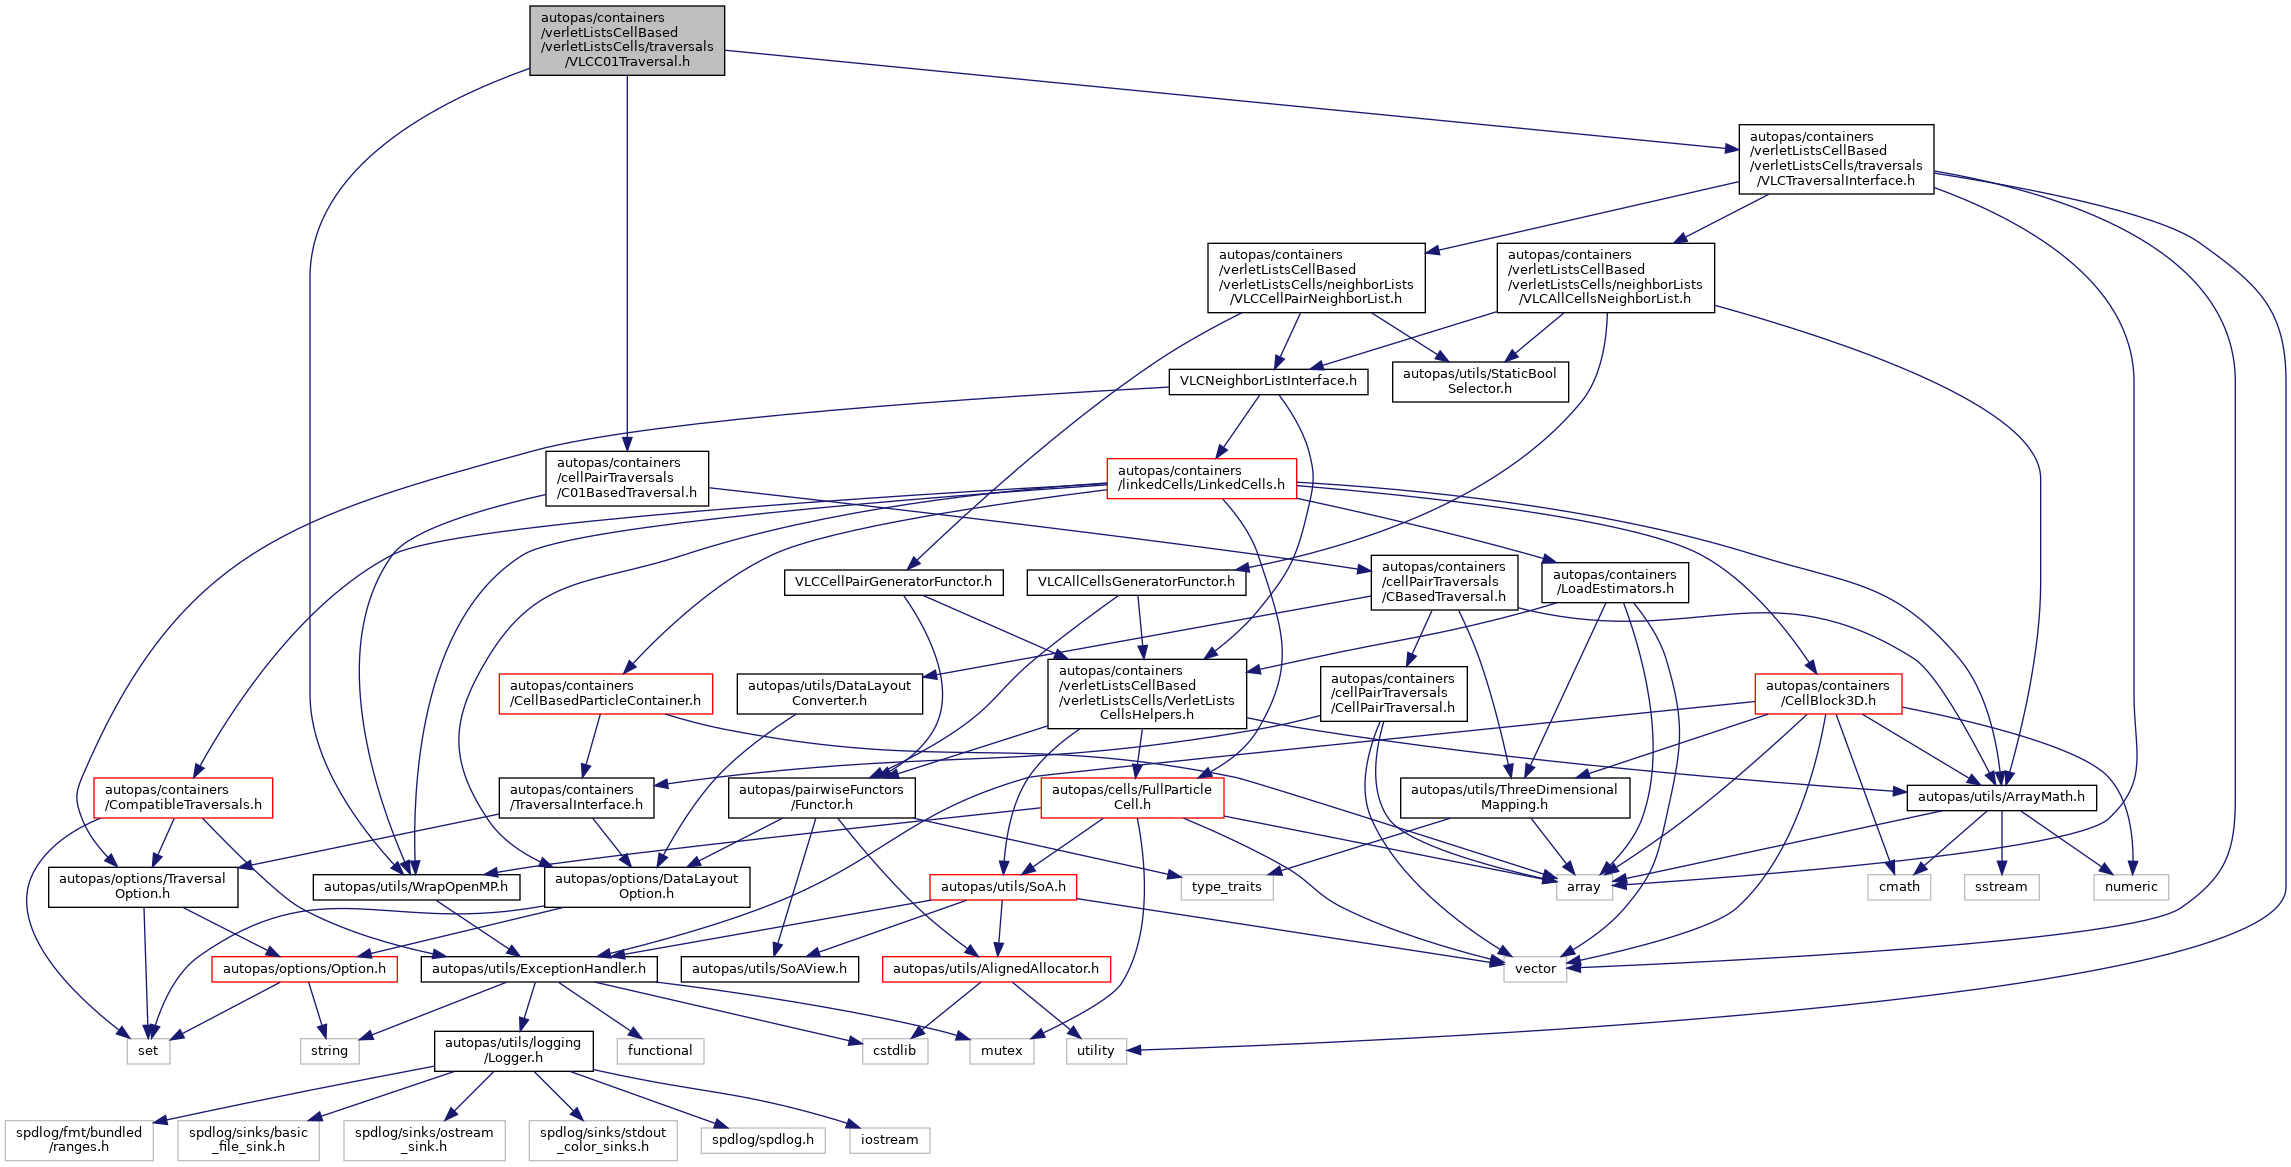 autopas/containers
/verletListsCellBased
/verletListsCells/traversals
/VLCC01Traversal.h
autopas/containers
/verletListsCellBased
/verletListsCells/traversals
/VLCTraversalInterface.h
autopas/containers
/verletListsCellBased
/verletListsCells/neighborLists
/VLCCellPairNeighborList.h
autopas/containers
/verletListsCellBased
/verletListsCells/neighborLists
/VLCAllCellsNeighborList.h
VLCNeighborListInterface.h
autopas/utils/StaticBool
Selector.h
autopas/containers
/cellPairTraversals
/C01BasedTraversal.h
autopas/containers
/linkedCells/LinkedCells.h
VLCCellPairGeneratorFunctor.h
VLCAllCellsGeneratorFunctor.h
autopas/containers
/cellPairTraversals
/CBasedTraversal.h
autopas/containers
/LoadEstimators.h
autopas/containers
/CellBasedParticleContainer.h
autopas/utils/DataLayout
Converter.h
autopas/containers
/verletListsCellBased
/verletListsCells/VerletLists
CellsHelpers.h
autopas/containers
/cellPairTraversals
/CellPairTraversal.h
autopas/containers
/CellBlock3D.h
autopas/containers
/CompatibleTraversals.h
autopas/containers
/TraversalInterface.h
autopas/pairwiseFunctors
/Functor.h
autopas/cells/FullParticle
Cell.h
autopas/utils/ThreeDimensional
Mapping.h
autopas/utils/ArrayMath.h
autopas/options/Traversal
Option.h
autopas/utils/WrapOpenMP.h
autopas/options/DataLayout
Option.h
autopas/utils/SoA.h
type_traits
array
cmath
sstream
numeric
autopas/options/Option.h
autopas/utils/ExceptionHandler.h
autopas/utils/SoAView.h
autopas/utils/AlignedAllocator.h
vector
set
string
autopas/utils/logging
/Logger.h
functional
cstdlib
mutex
utility
spdlog/fmt/bundled
/ranges.h
spdlog/sinks/basic
_file_sink.h
spdlog/sinks/ostream
_sink.h
spdlog/sinks/stdout
_color_sinks.h
spdlog/spdlog.h
iostream